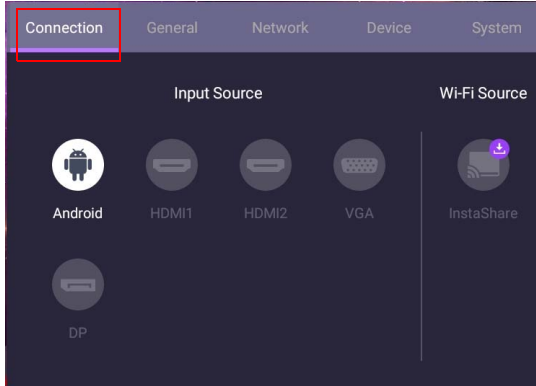 Connection General Network Device System
Input Source Wi-Fi Source
Android HDMI1 HDMI2 VGA InstaShare
DP